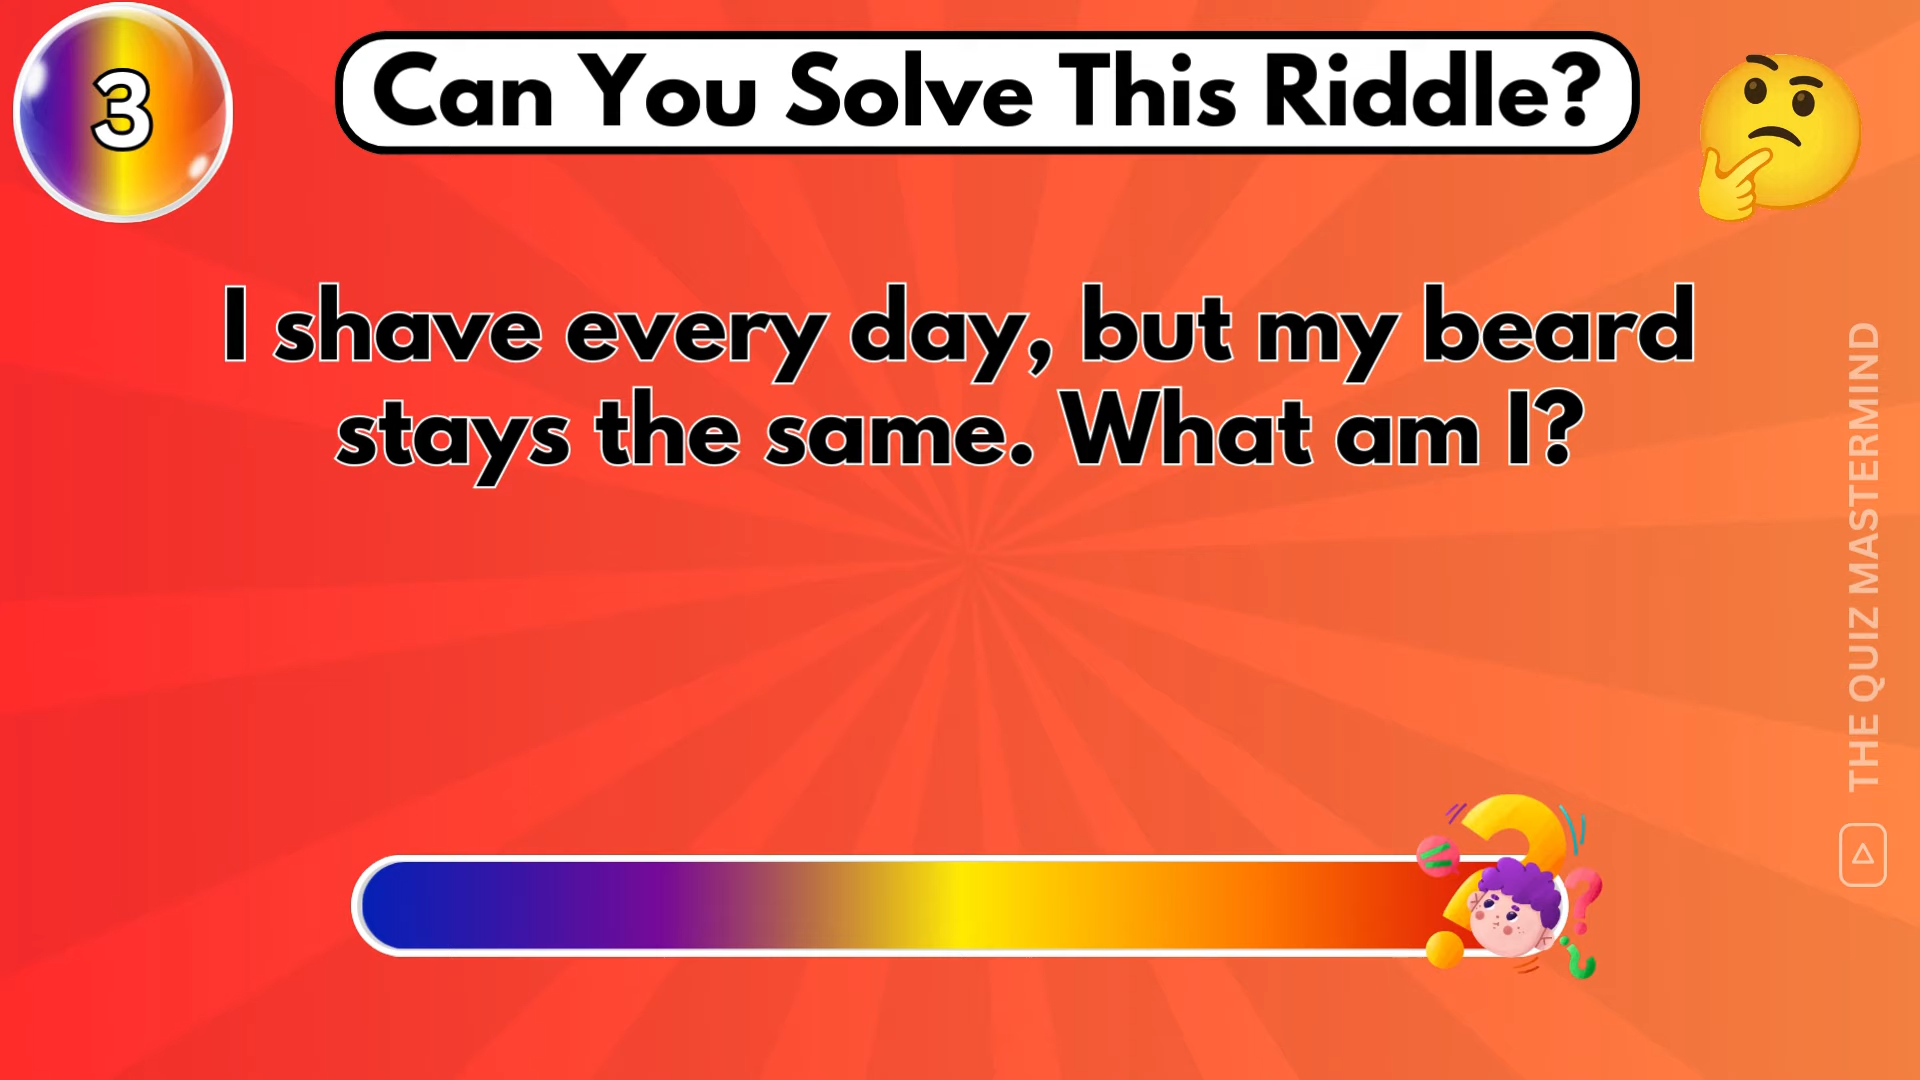 3
Can You Solve This Riddle?
I shave every day, but my beard
stays the same. What am I?
THE QUIZ MASTERMIND